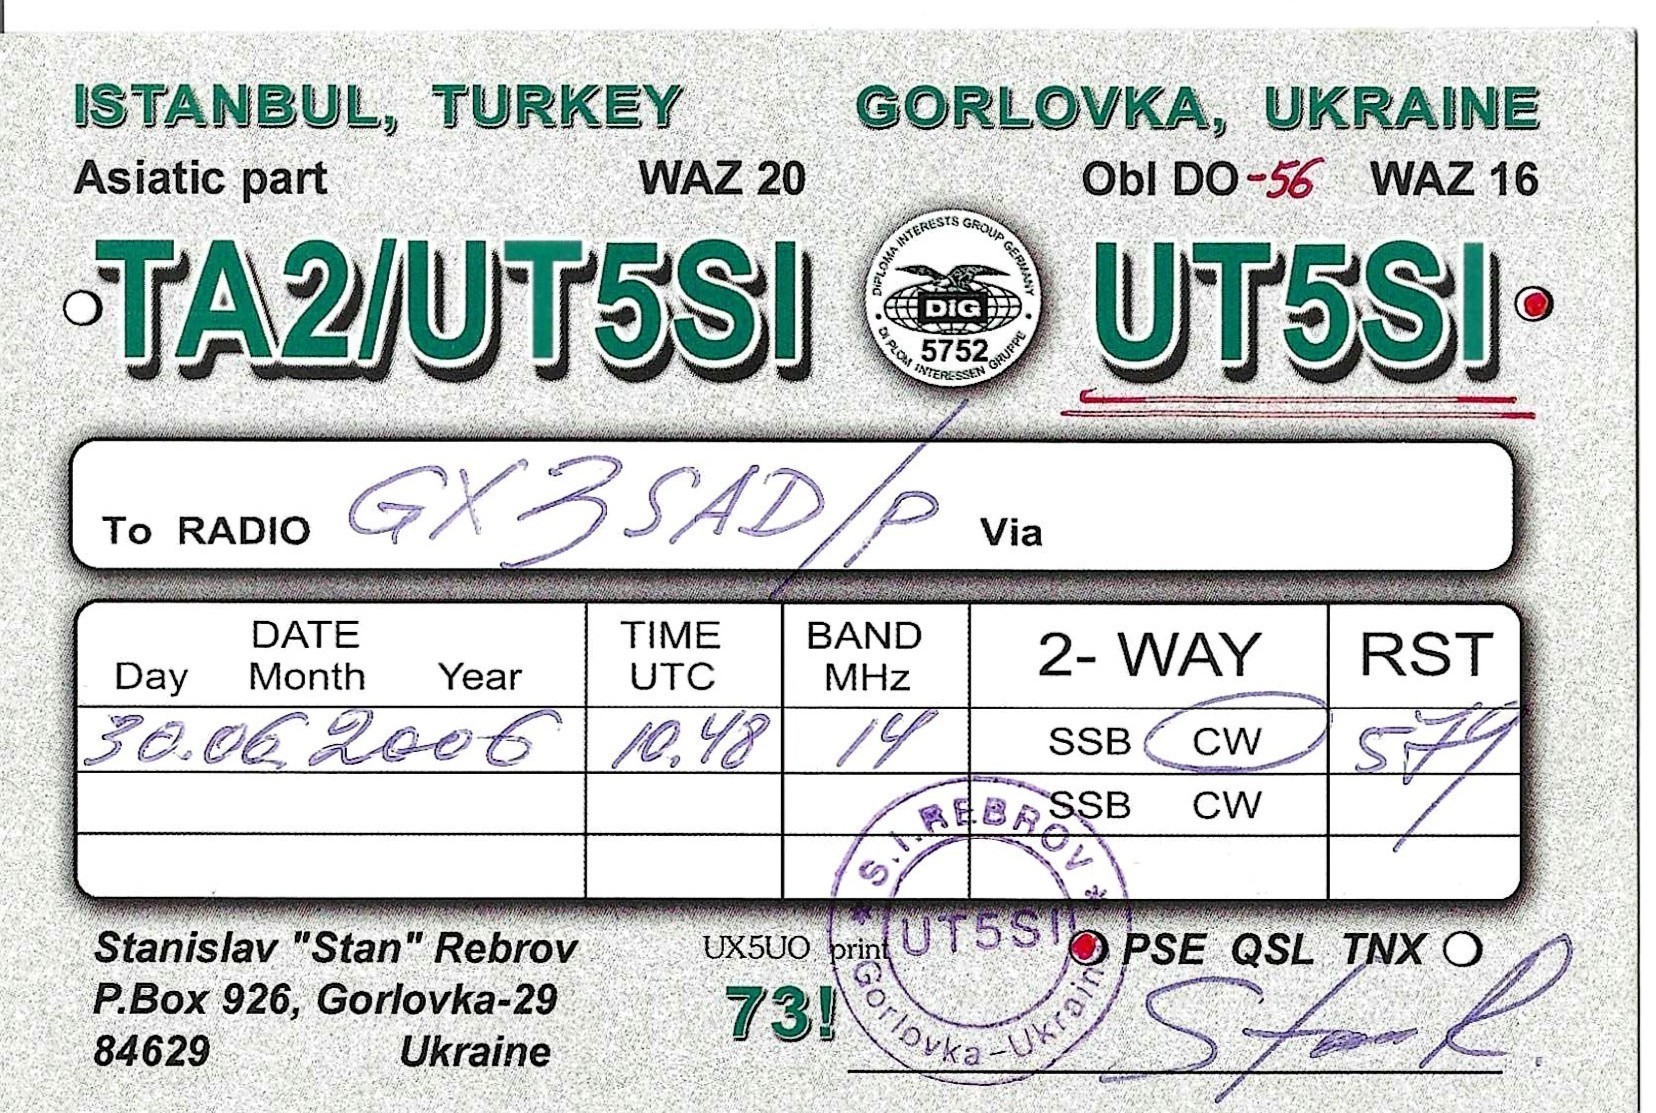 ISTANBUL, TURKEY GORLOVKA, UKRAINE
Asiatic part WAZ 20 Obl DO-56 WAZ 16
TA2/UT5SI UT5SI
DIPLOMA INTERESTS GROUP GERMANY
DIG
5752
DIPLOM INTERESSEN GRUPPE
To RADIO GX3SAD/P Via
DATE TIME BAND 2- WAY RST
Day Month Year UTC MHz
30.06.2006 10.48 14 SSB CW 579
SSB CW
S.I.REBROV
UT5SI
Gorlovka-Ukraine
Stanislav "Stan" Rebrov UX5UO print PSE QSL TNX
P.Box 926, Gorlovka-29 73!
84629 Ukraine